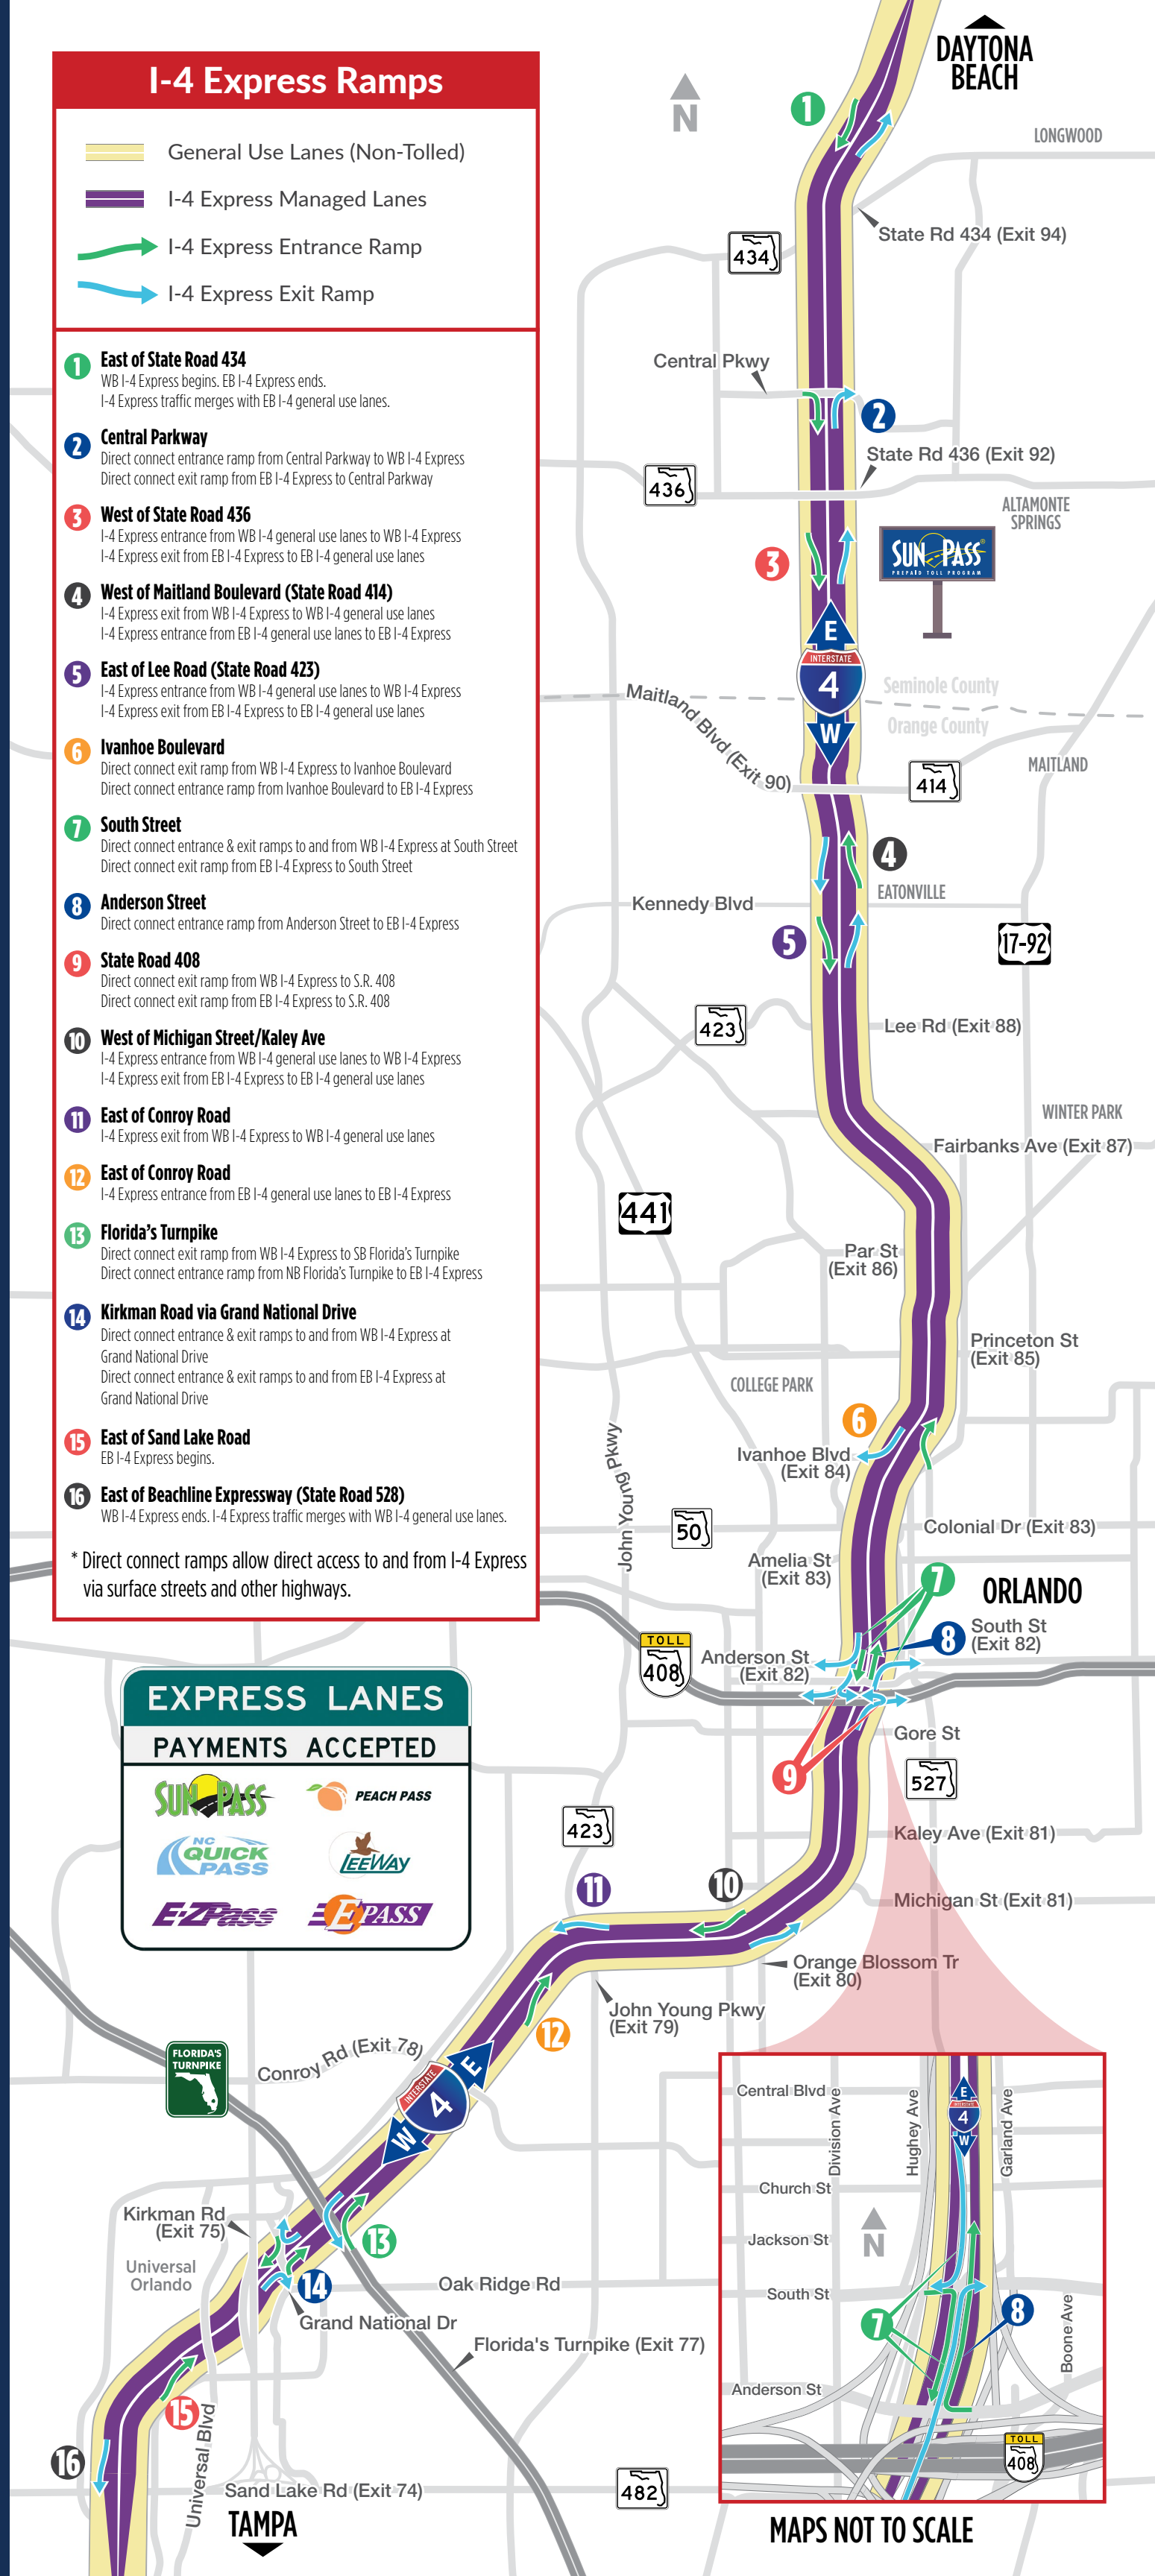 I-4 Express Ramps
General Use Lanes (Non-Tolled)
I-4 Express Managed Lanes
I-4 Express Entrance Ramp
I-4 Express Exit Ramp
1 East of State Road 434
WB I-4 Express begins. EB I-4 Express ends.
I-4 Express traffic merges with EB I-4 general use lanes.
2 Central Parkway
Direct connect entrance ramp from Central Parkway to WB I-4 Express
Direct connect exit ramp from EB I-4 Express to Central Parkway
3 West of State Road 436
I-4 Express entrance from WB I-4 general use lanes to WB I-4 Express
I-4 Express exit from EB I-4 Express to EB I-4 general use lanes
4 West of Maitland Boulevard (State Road 414)
I-4 Express exit from WB I-4 Express to WB I-4 general use lanes
I-4 Express entrance from EB I-4 general use lanes to EB I-4 Express
5 East of Lee Road (State Road 423)
I-4 Express entrance from WB I-4 general use lanes to WB I-4 Express
I-4 Express exit from EB I-4 Express to EB I-4 general use lanes
6 Ivanhoe Boulevard
Direct connect exit ramp from WB I-4 Express to Ivanhoe Boulevard
Direct connect entrance ramp from Ivanhoe Boulevard to EB I-4 Express
7 South Street
Direct connect entrance & exit ramps to and from WB I-4 Express at South Street
Direct connect exit ramp from EB I-4 Express to South Street
8 Anderson Street
Direct connect entrance ramp from Anderson Street to EB I-4 Express
9 State Road 408
Direct connect exit ramp from WB I-4 Express to S.R. 408
Direct connect exit ramp from EB I-4 Express to S.R. 408
10 West of Michigan Street/Kaley Ave
I-4 Express entrance from WB I-4 general use lanes to WB I-4 Express
I-4 Express exit from EB I-4 Express to EB I-4 general use lanes
11 East of Conroy Road
I-4 Express exit from WB I-4 Express to WB I-4 general use lanes
12 East of Conroy Road
I-4 Express entrance from EB I-4 general use lanes to EB I-4 Express
13 Florida's Turnpike
Direct connect exit ramp from WB I-4 Express to SB Florida's Turnpike
Direct connect entrance ramp from NB Florida's Turnpike to EB I-4 Express
14 Kirkman Road via Grand National Drive
Direct connect entrance & exit ramps to and from WB I-4 Express at
Grand National Drive
Direct connect entrance & exit ramps to and from EB I-4 Express at
Grand National Drive
15 East of Sand Lake Road
EB I-4 Express begins.
16 East of Beachline Expressway (State Road 528)
WB I-4 Express ends. I-4 Express traffic merges with WB I-4 general use lanes.
* Direct connect ramps allow direct access to and from I-4 Express
via surface streets and other highways.
EXPRESS LANES
PAYMENTS ACCEPTED
SUNPASS
PEACH PASS
NC
QUICK
PASS
LEEWAY
E-ZPass
E PASS
DAYTONA
BEACH
N
1
LONGWOOD
State Rd 434 (Exit 94)
434
Central Pkwy
2
State Rd 436 (Exit 92)
436
ALTAMONTE
SPRINGS
SUN PASS
PREPAID TOLL PROGRAM
3
E
INTERSTATE
4
W
Seminole County
Orange County
Maitland Blvd (Exit 90)
MAITLAND
414
4
EATONVILLE
Kennedy Blvd
5
17-92
423
Lee Rd (Exit 88)
WINTER PARK
Fairbanks Ave (Exit 87)
441
Par St
(Exit 86)
Princeton St
(Exit 85)
COLLEGE PARK
6
Ivanhoe Blvd
(Exit 84)
John Young Pkwy
50
Colonial Dr (Exit 83)
Amelia St
(Exit 83)
7
ORLANDO
8
South St
(Exit 82)
TOLL
408
Anderson St
(Exit 82)
Gore St
9
527
423
Kaley Ave (Exit 81)
11
10
Michigan St (Exit 81)
Orange Blossom Tr
(Exit 80)
John Young Pkwy
(Exit 79)
12
Conroy Rd (Exit 78)
FLORIDA'S
TURNPIKE
E
INTERSTATE
4
W
Kirkman Rd
(Exit 75)
13
Universal
Orlando
14
Oak Ridge Rd
Grand National Dr
Florida's Turnpike (Exit 77)
15
Universal Blvd
16
Sand Lake Rd (Exit 74)
482
TAMPA
Central Blvd
Division Ave
Hughey Ave
E
INTERSTATE
4
W
Garland Ave
Church St
Jackson St
N
South St
7
8
Boone Ave
Anderson St
TOLL
408
MAPS NOT TO SCALE